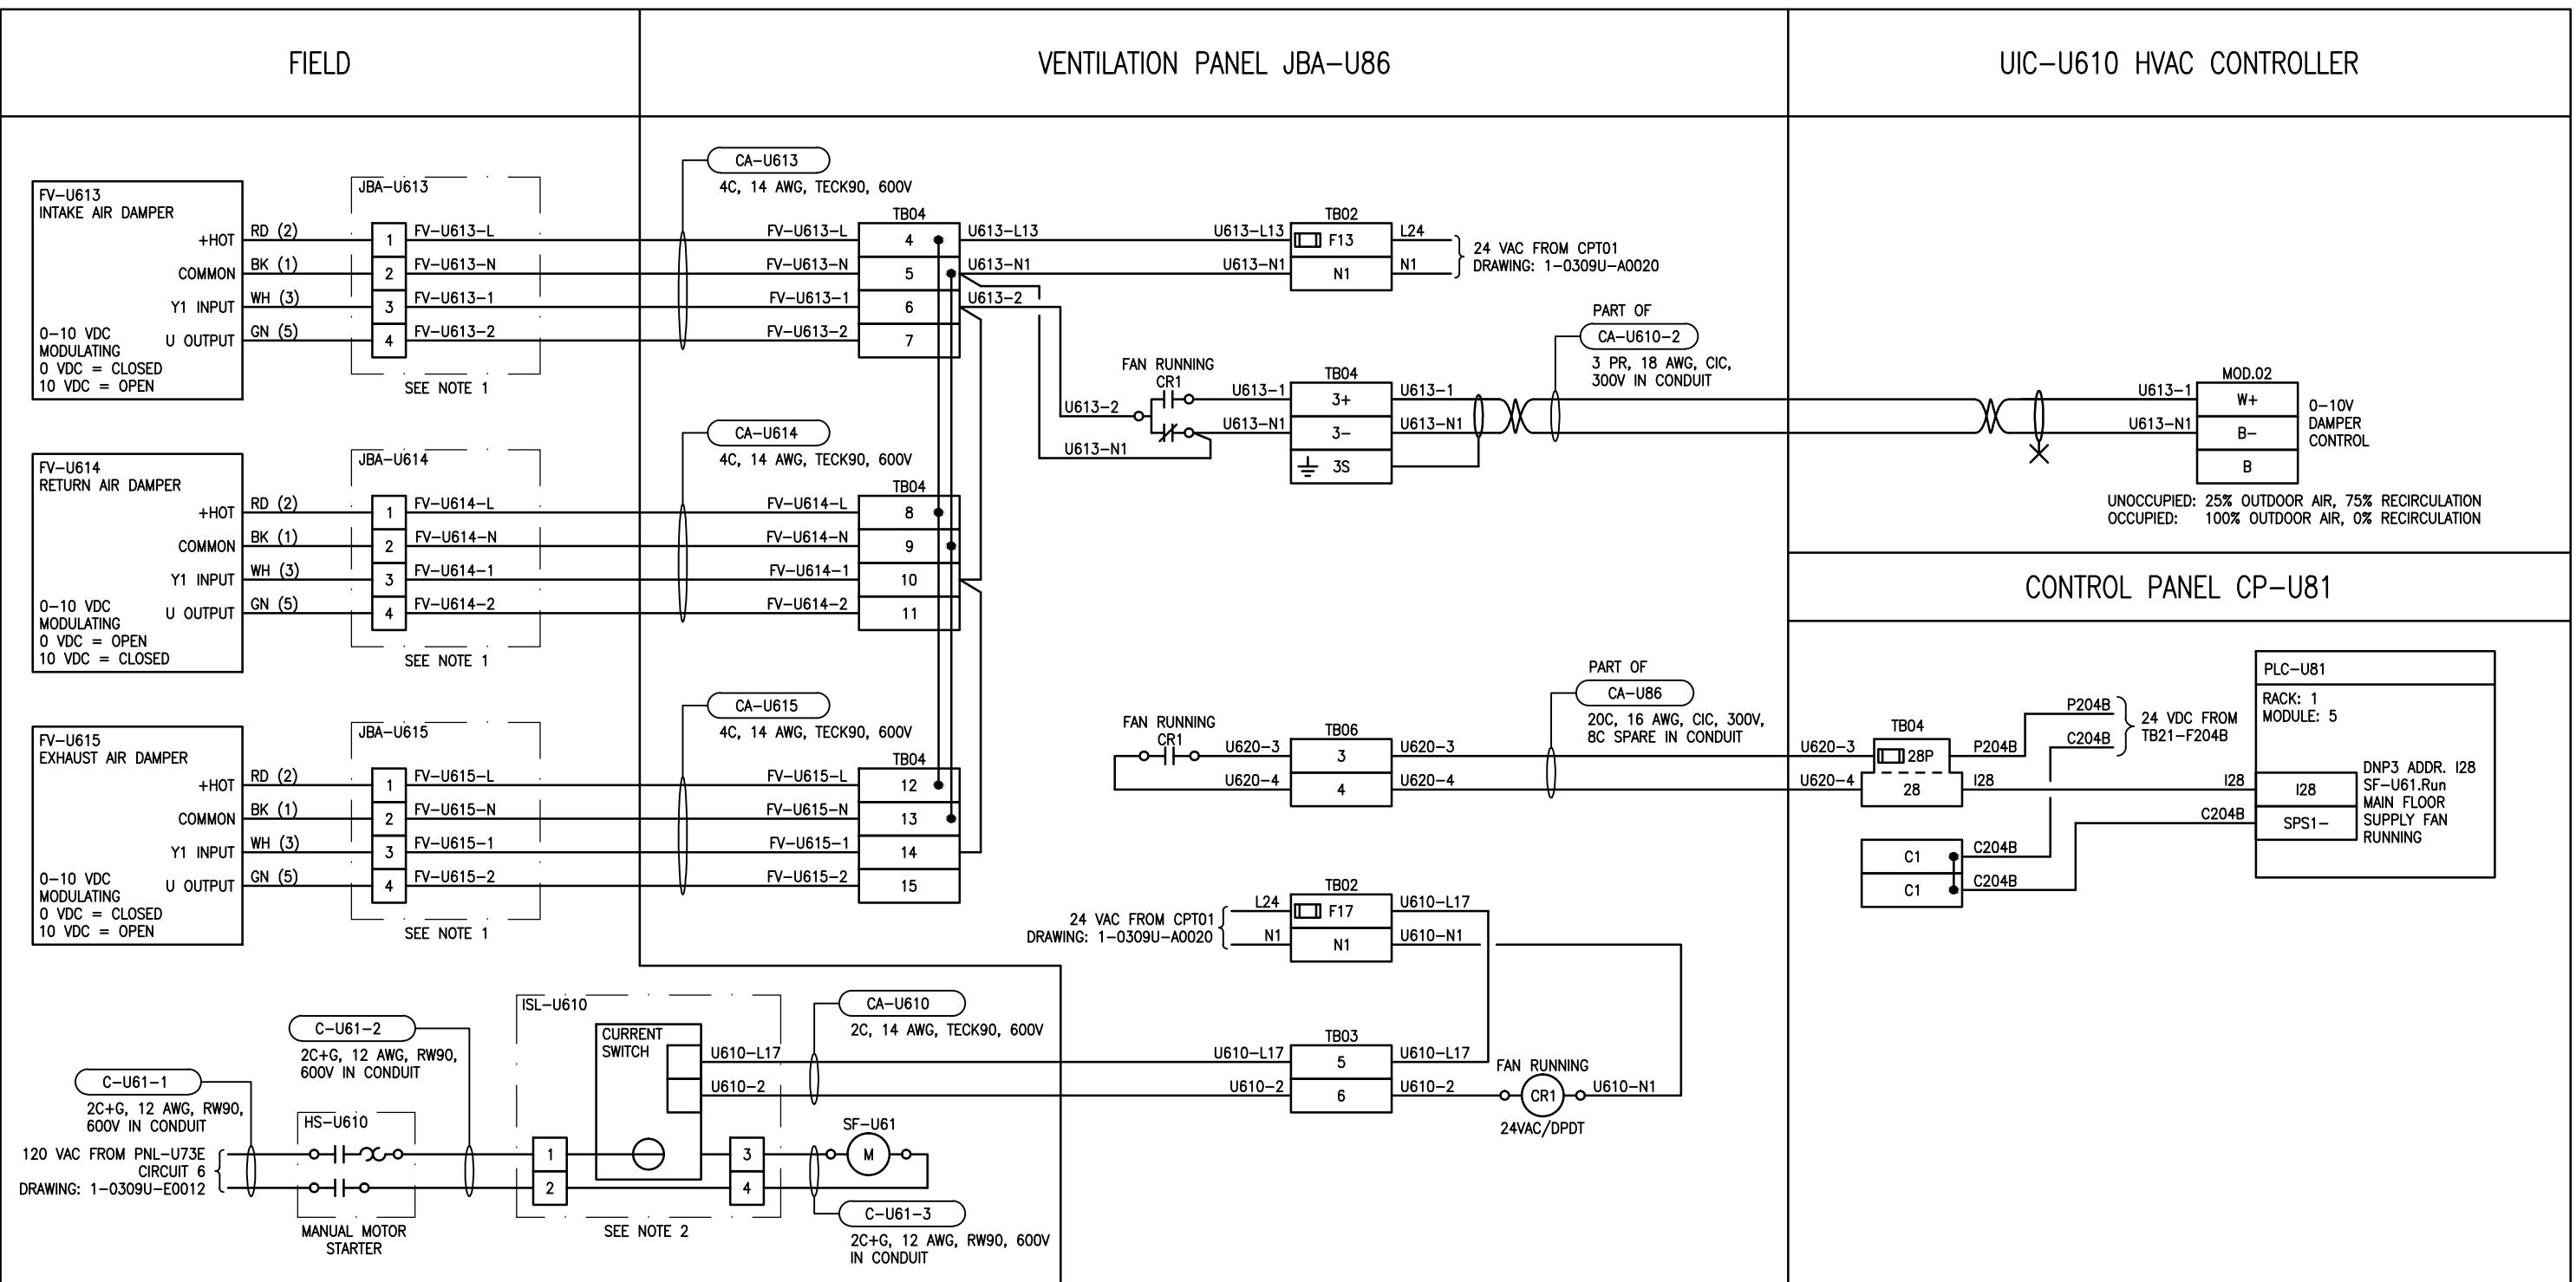 FIELD
VENTILATION PANEL JBA-U86
UIC-U610 HVAC CONTROLLER
CA-U613
4C, 14 AWG, TECK90, 600V
FV-U613
INTAKE AIR DAMPER
+HOT
COMMON
Y1 INPUT
U OUTPUT
0-10 VDC
MODULATING
0 VDC = CLOSED
10 VDC = OPEN
RD (2)
BK (1)
WH (3)
GN (5)
JBA-U613
1
2
3
4
FV-U613-L
FV-U613-N
FV-U613-1
FV-U613-2
SEE NOTE 1
FV-U613-L
FV-U613-N
FV-U613-1
FV-U613-2
TB04
4
5
6
7
U613-L13
U613-N1
U613-2
U613-L13
U613-N1
TB02
F13
N1
L24
N1
24 VAC FROM CPT01
DRAWING: 1-0309U-A0020
PART OF
CA-U610-2
3 PR, 18 AWG, CIC,
300V IN CONDUIT
FAN RUNNING
CR1
U613-2
U613-N1
U613-1
U613-N1
TB04
3+
3-
3S
U613-1
U613-N1
U613-1
U613-N1
MOD.02
W+
B-
B
0-10V
DAMPER
CONTROL
UNOCCUPIED: 25% OUTDOOR AIR, 75% RECIRCULATION
OCCUPIED: 100% OUTDOOR AIR, 0% RECIRCULATION
CA-U614
4C, 14 AWG, TECK90, 600V
FV-U614
RETURN AIR DAMPER
+HOT
COMMON
Y1 INPUT
U OUTPUT
0-10 VDC
MODULATING
0 VDC = OPEN
10 VDC = CLOSED
RD (2)
BK (1)
WH (3)
GN (5)
JBA-U614
1
2
3
4
FV-U614-L
FV-U614-N
FV-U614-1
FV-U614-2
SEE NOTE 1
FV-U614-L
FV-U614-N
FV-U614-1
FV-U614-2
TB04
8
9
10
11
CONTROL PANEL CP-U81
CA-U615
4C, 14 AWG, TECK90, 600V
FV-U615
EXHAUST AIR DAMPER
+HOT
COMMON
Y1 INPUT
U OUTPUT
0-10 VDC
MODULATING
0 VDC = CLOSED
10 VDC = OPEN
RD (2)
BK (1)
WH (3)
GN (5)
JBA-U615
1
2
3
4
FV-U615-L
FV-U615-N
FV-U615-1
FV-U615-2
SEE NOTE 1
FV-U615-L
FV-U615-N
FV-U615-1
FV-U615-2
TB04
12
13
14
15
FAN RUNNING
CR1
U620-3
U620-4
TB06
3
4
U620-3
U620-4
PART OF
CA-U86
20C, 16 AWG, CIC, 300V,
8C SPARE IN CONDUIT
U620-3
U620-4
TB04
28P
28
P204B
I28
P204B
C204B
24 VDC FROM
TB21-F204B
C1
C1
C204B
C204B
C204B
PLC-U81
RACK: 1
MODULE: 5
I28
SPS1-
DNP3 ADDR. I28
SF-U61.Run
MAIN FLOOR
SUPPLY FAN
RUNNING
24 VAC FROM CPT01
DRAWING: 1-0309U-A0020
L24
N1
TB02
F17
N1
U610-L17
U610-N1
ISL-U610
CURRENT
SWITCH
U610-L17
U610-2
CA-U610
2C, 14 AWG, TECK90, 600V
U610-L17
U610-2
TB03
5
6
U610-L17
U610-2
FAN RUNNING
CR1
U610-N1
24VAC/DPDT
C-U61-2
2C+G, 12 AWG, RW90,
600V IN CONDUIT
C-U61-1
2C+G, 12 AWG, RW90,
600V IN CONDUIT
120 VAC FROM PNL-U73E
CIRCUIT 6
DRAWING: 1-0309U-E0012
HS-U610
MANUAL MOTOR
STARTER
1
2
3
4
SEE NOTE 2
SF-U61
M
C-U61-3
2C+G, 12 AWG, RW90, 600V
IN CONDUIT